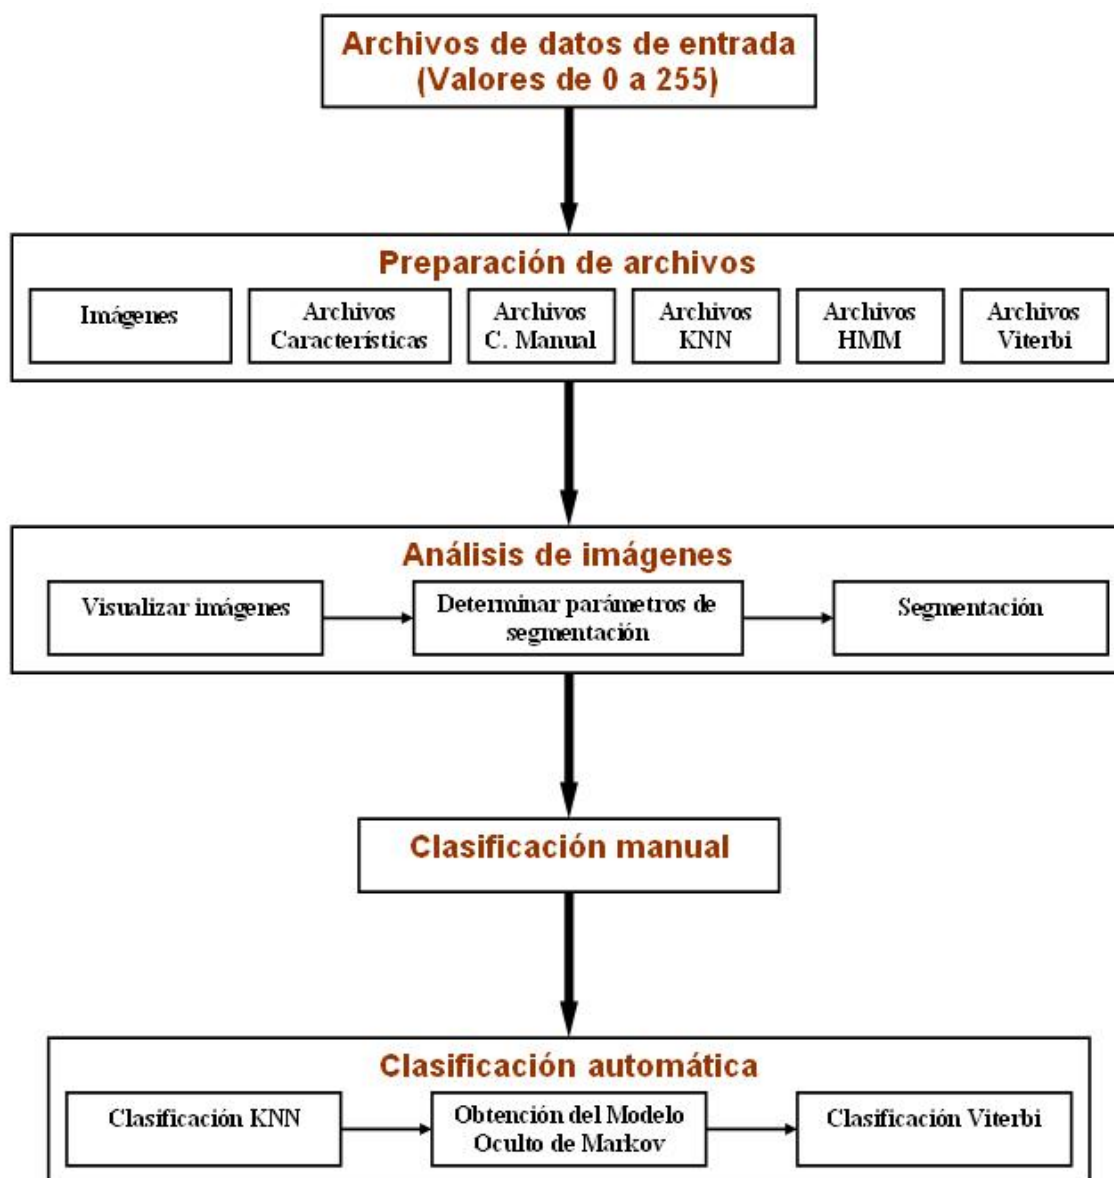 Archivos de datos de entrada
(Valores de 0 a 255)
Preparación de archivos
Imágenes
Archivos
Características
Archivos
C. Manual
Archivos
KNN
Archivos
HMM
Archivos
Viterbi
Análisis de imágenes
Visualizar imágenes
Determinar parámetros de
segmentación
Segmentación
Clasificación manual
Clasificación automática
Clasificación KNN
Obtención del Modelo
Oculto de Markov
Clasificación Viterbi